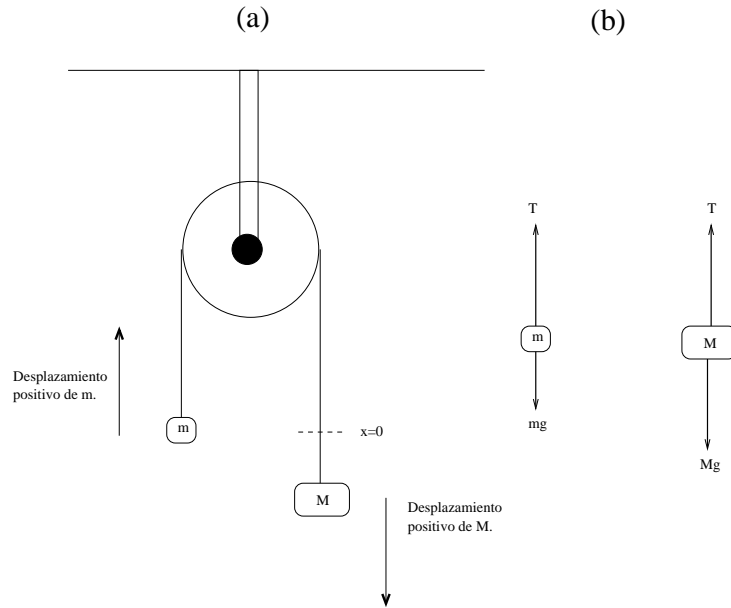 (a)
(b)
T
T
m
M
mg
Mg
Desplazamiento
positivo de m.
m
x=0
M
Desplazamiento
positivo de M.